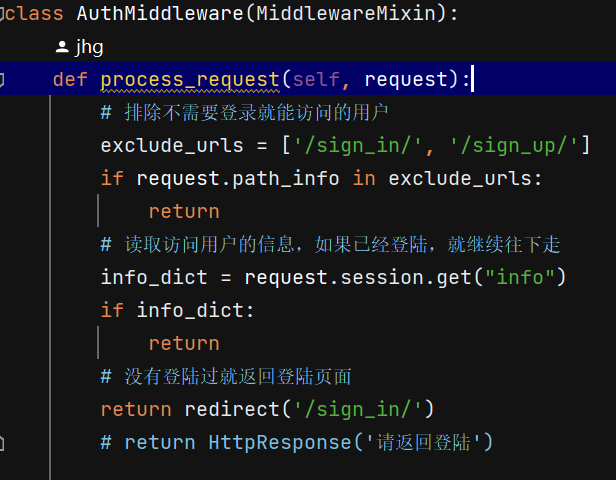 class AuthMiddleware(MiddlewareMixin):
jhg
def process_request(self, request):
# 排除不需要登录就能访问的用户
exclude_urls = ['/sign_in/', '/sign_up/']
if request.path_info in exclude_urls:
return
# 读取访问用户的信息，如果已经登陆，就继续往下走
info_dict = request.session.get("info")
if info_dict:
return
# 没有登陆过就返回登陆页面
return redirect('/sign_in/')
# return HttpResponse('请返回登陆')